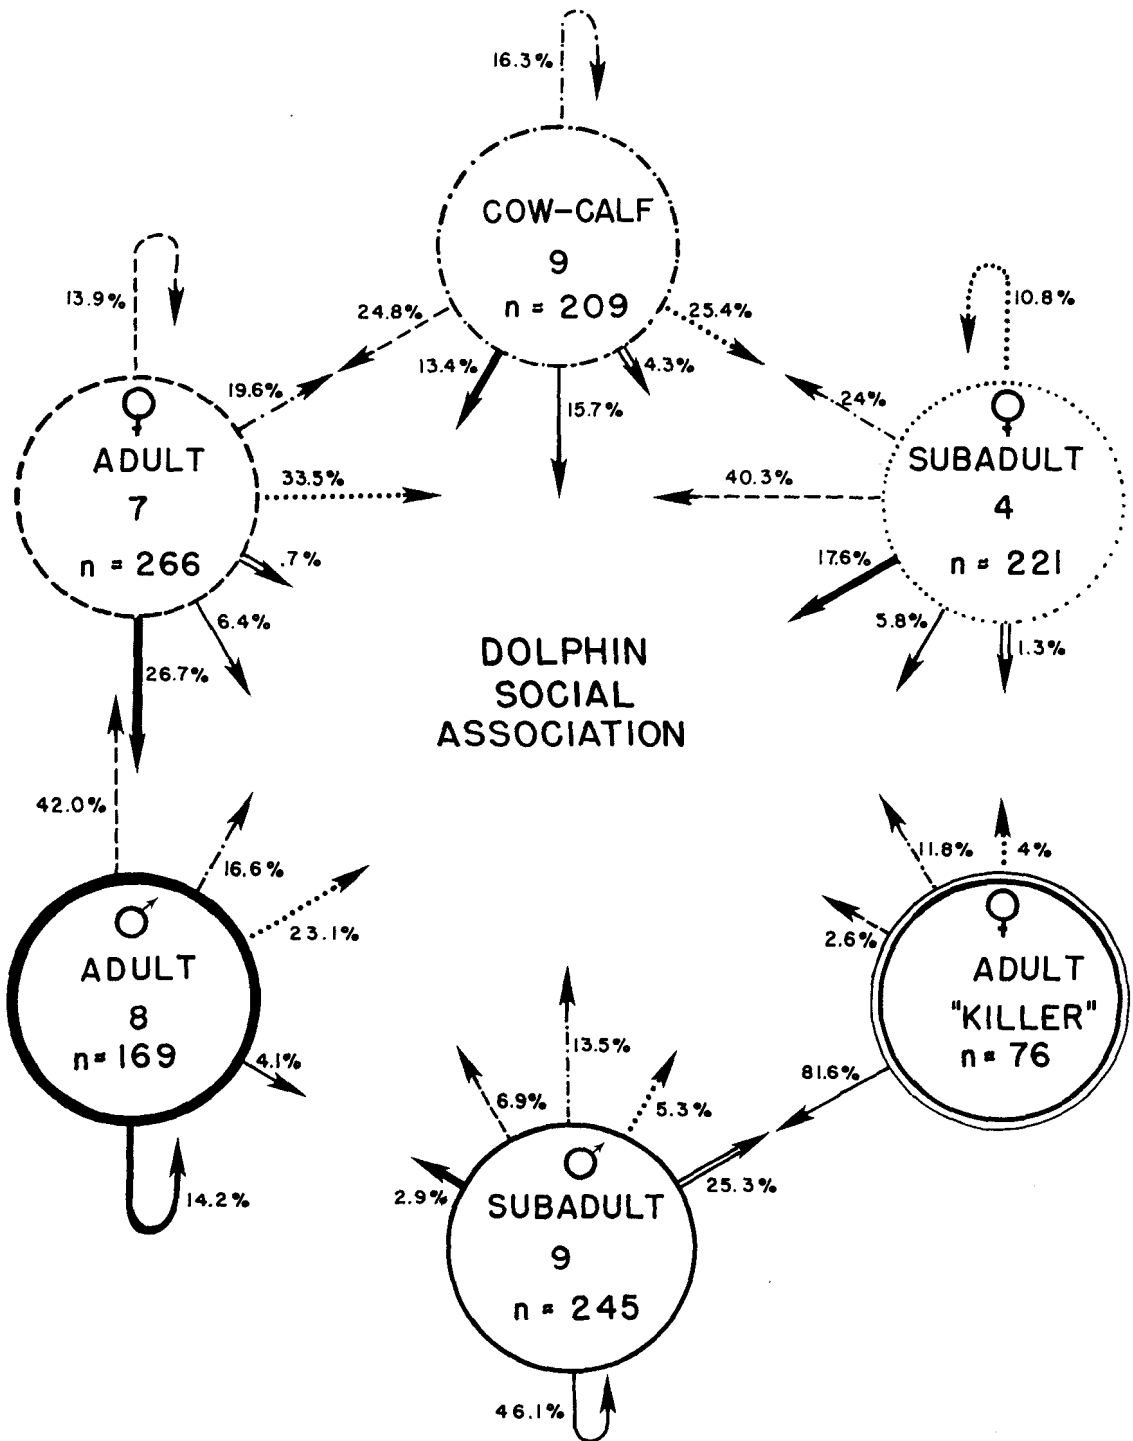 16.3%
COW-CALF
9
n = 209
13.9%
24.8%
25.4%
10.8%
13.4%
4.3%
19.6%
15.7%
24%
♀
ADULT
7
n = 266
33.5%
.7%
6.4%
26.7%
♀
SUBADULT
4
n = 221
40.3%
17.6%
5.8%
1.3%
DOLPHIN
SOCIAL
ASSOCIATION
42.0%
16.6%
23.1%
♂
ADULT
8
n=169
4.1%
14.2%
11.8%
4%
2.6%
♀
ADULT
"KILLER"
n=76
81.6%
13.5%
6.9%
5.3%
2.9%
25.3%
♂
SUBADULT
9
n = 245
46.1%